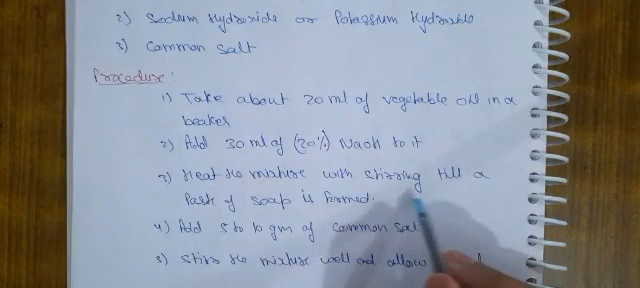 2) Sodium Hydroxide or Potassium Hydroxide
3) Common Salt
Procedure:
1) Take about 20 ml of vegetable oil in a
beaker
2) Add 30 ml of (20%) NaOH to it
3) Heat the mixture with stirring till a
Paste of soap is formed.
4) Add 5 to 10 gm of common Sal
5) Stirr the mixture well and allow